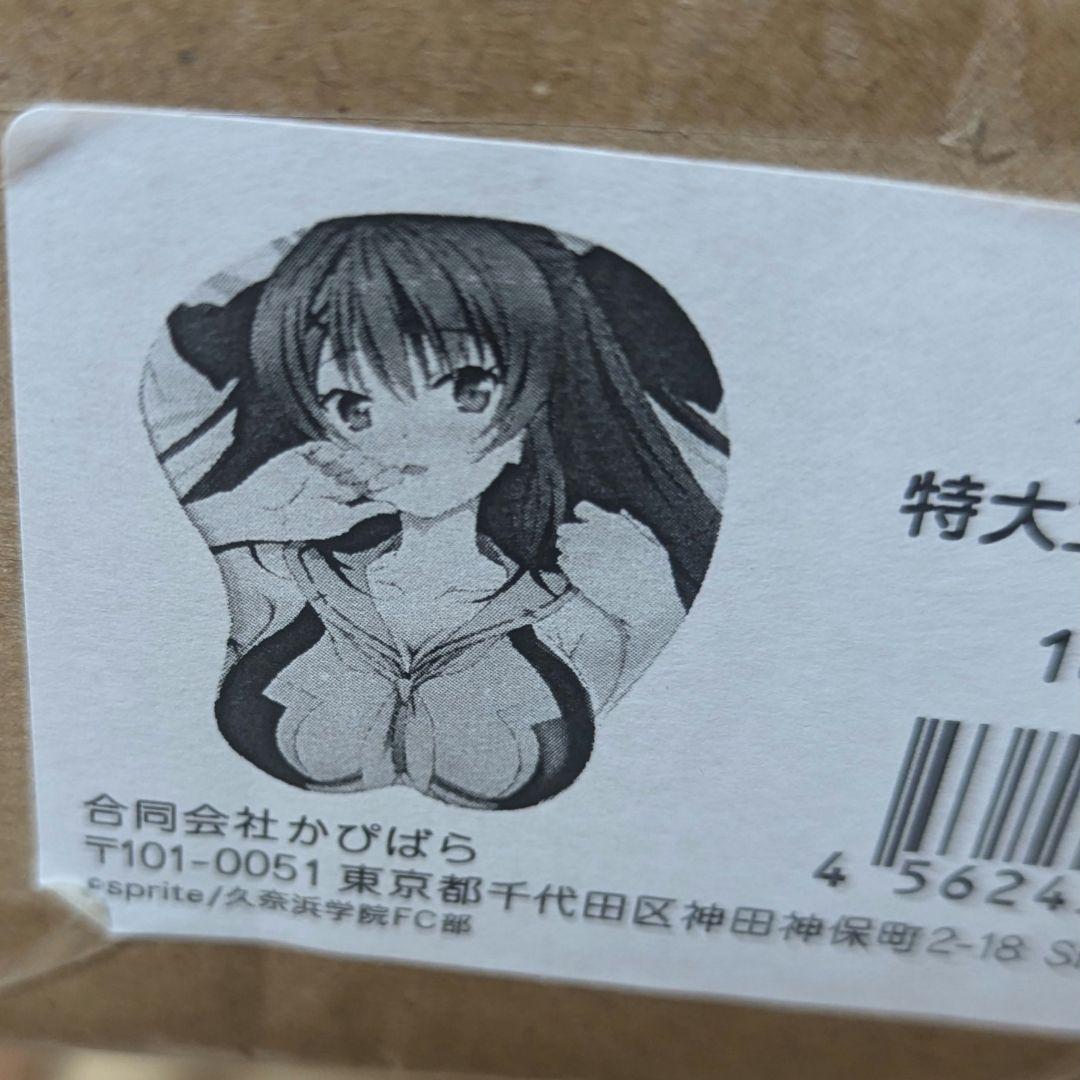 特大
合同会社かぴばら
〒101-0051 東京都千代田区神田神保町2-18
©sprite/久奈浜学院FC部
4 5624